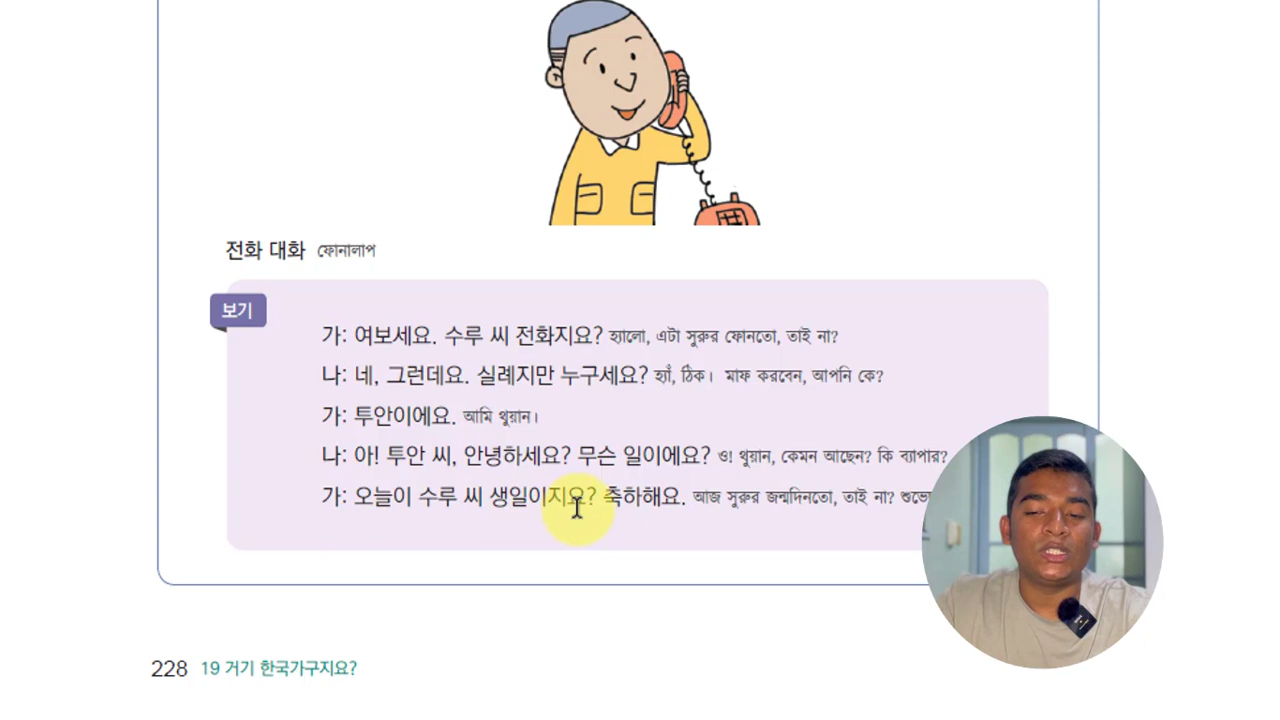 전화 대화 ফোনালাপ
보기
가: 여보세요. 수루 씨 전화지요? হ্যালো, এটা সুরুর ফোনতো, তাই না?
나: 네, 그런데요. 실례지만 누구세요? হ্যাঁ, ঠিক। মাফ করবেন, আপনি কে?
가: 투안이에요. আমি থুয়ান।
나: 아! 투안 씨, 안녕하세요? 무슨 일이에요? ও! থুয়ান, কেমন আছেন? কি ব্যাপার?
가: 오늘이 수루 씨 생일이지요? 축하해요. আজ সুরুর জন্মদিনতো, তাই না?
228 19 거기 한국가구지요?